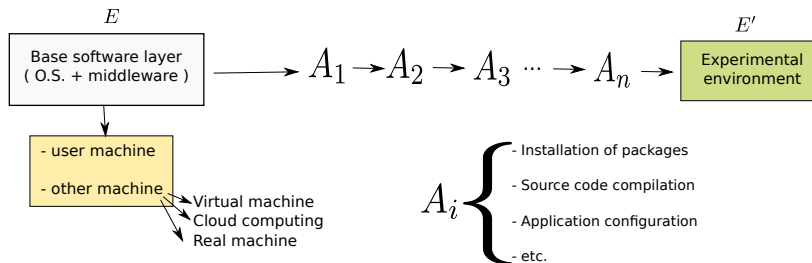 E
Base software layer
( O.S. + middleware )
A₁ A₂ A₃ ... Aₙ
E′
Experimental
environment
- user machine
- other machine
Virtual machine
Cloud computing
Real machine
Aᵢ {
- Installation of packages
- Source code compilation
- Application configuration
- etc.